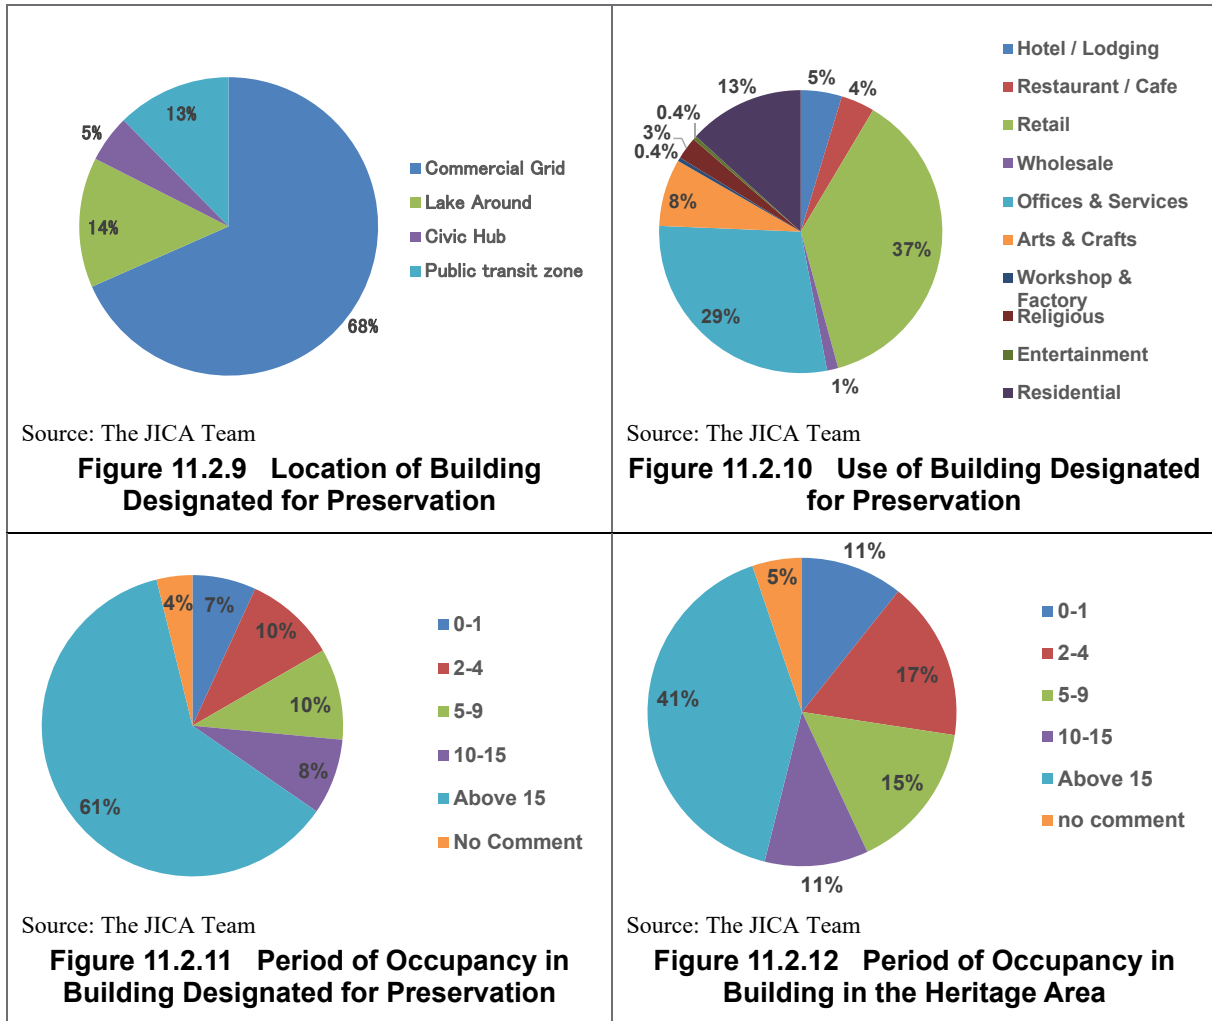 13%
5%
14%
68%
Commercial Grid
Lake Around
Civic Hub
Public transit zone
Source: The JICA Team
Figure 11.2.9 Location of Building
Designated for Preservation
5%
4%
13%
0.4%
3%
0.4%
8%
37%
29%
1%
Hotel / Lodging
Restaurant / Cafe
Retail
Wholesale
Offices & Services
Arts & Crafts
Workshop &
Factory
Religious
Entertainment
Residential
Source: The JICA Team
Figure 11.2.10 Use of Building Designated
for Preservation
4%
7%
10%
10%
8%
61%
0-1
2-4
5-9
10-15
Above 15
No Comment
Source: The JICA Team
Figure 11.2.11 Period of Occupancy in
Building Designated for Preservation
11%
5%
17%
41%
15%
11%
0-1
2-4
5-9
10-15
Above 15
no comment
Source: The JICA Team
Figure 11.2.12 Period of Occupancy in
Building in the Heritage Area